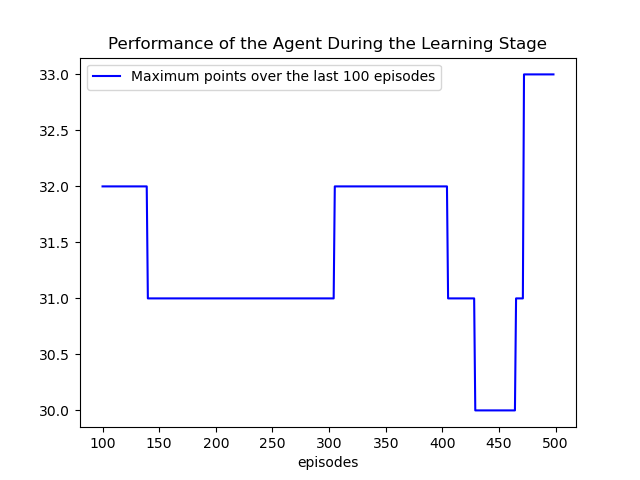 Performance of the Agent During the Learning Stage
Maximum points over the last 100 episodes
33.0
32.5
32.0
31.5
31.0
30.5
30.0
100 150 200 250 300 350 400 450 500
episodes